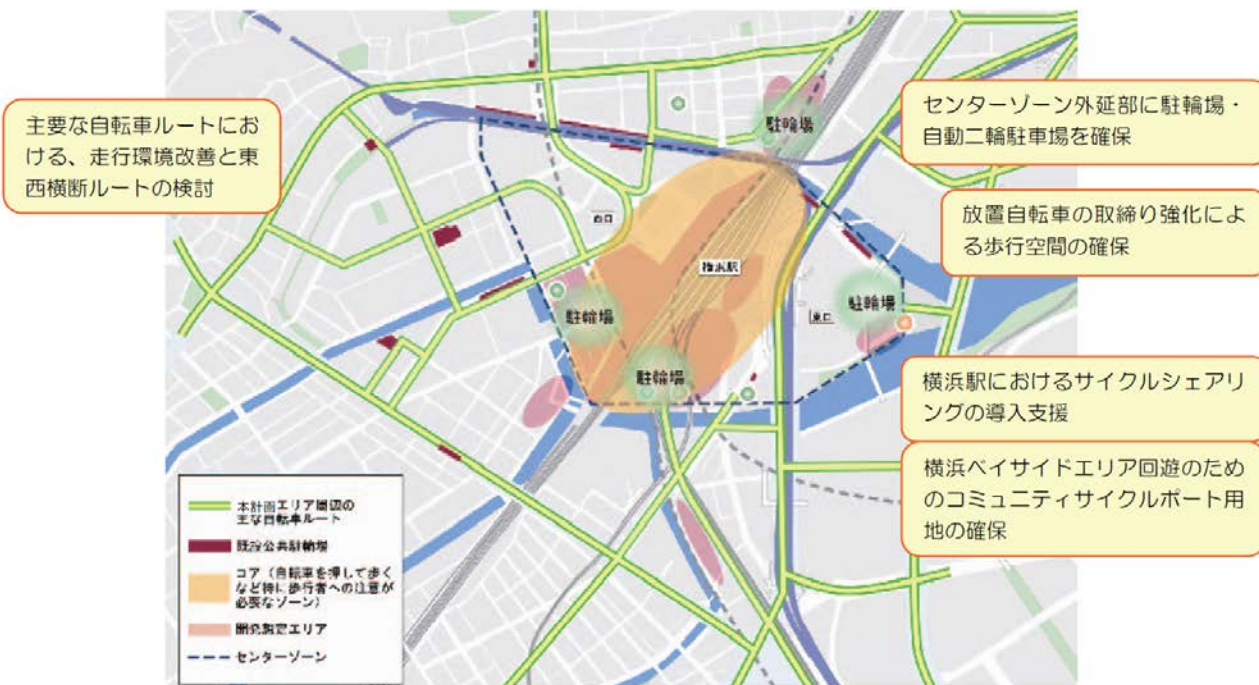 主要な自転車ルートにお
ける、走行環境改善と東
西横断ルートの検討
センターゾーン外延部に駐輪場・
自動二輪駐車場を確保
放置自転車の取締り強化によ
る歩行空間の確保
横浜駅におけるサイクルシェアリ
ングの導入支援
横浜ベイサイドエリア回遊のため
のコミュニティサイクルポート用
地の確保
駐輪場
西口
横浜駅
駐輪場
東口
駐輪場
駐輪場
本計画エリア周辺の
主な自転車ルート
既設公共駐輪場
コア（自転車を押して歩く
など特に歩行者への注意が
必要なゾーン）
開発想定エリア
センターゾーン